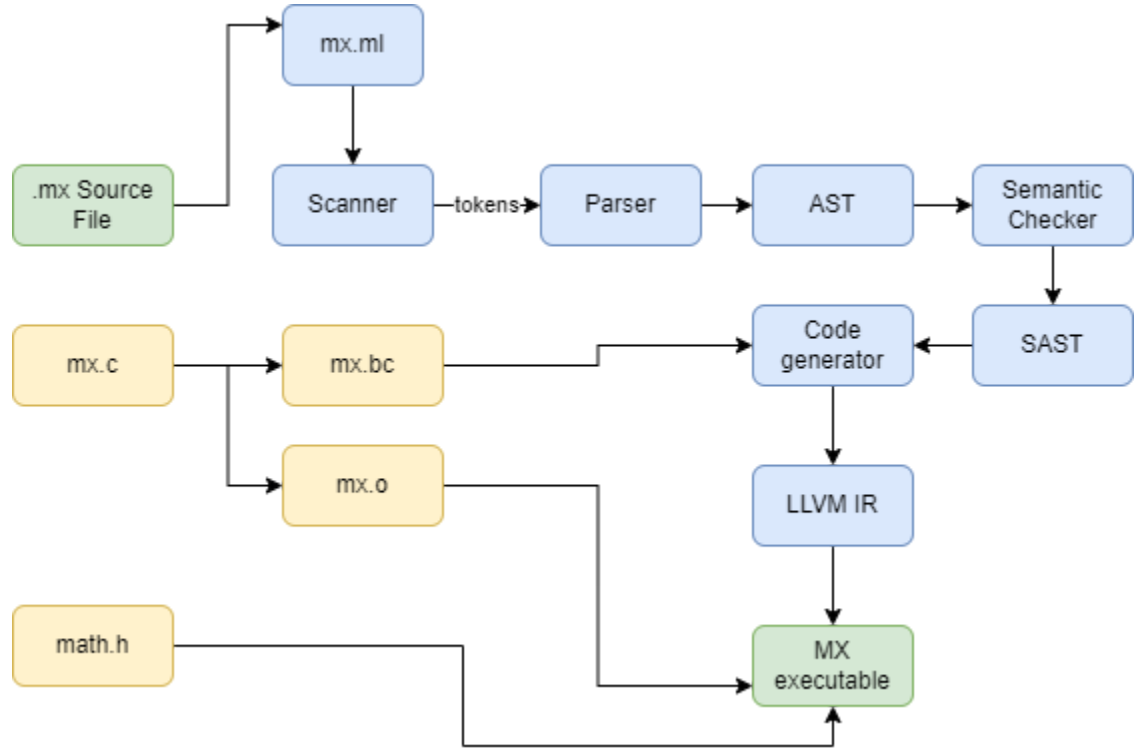 mx.ml
.mx Source
File
Scanner
tokens
Parser
AST
Semantic
Checker
mx.c
mx.bc
Code
generator
SAST
mx.o
LLVM IR
math.h
MX
executable